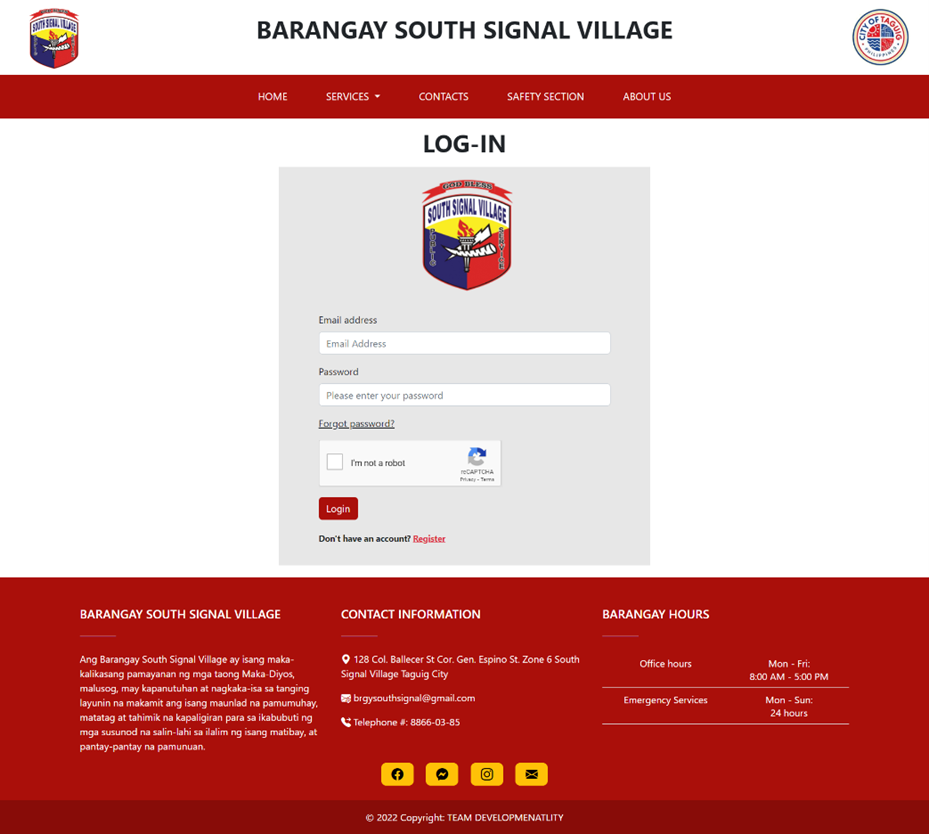 SOUTH SIGNAL VILLAGE
BARANGAY SOUTH SIGNAL VILLAGE
CITY OF TAGUIG
PHILIPPINES
HOME SERVICES CONTACTS SAFETY SECTION ABOUT US
LOG-IN
GOD BLESS
SOUTH SIGNAL VILLAGE
Email address
Email Address
Password
Please enter your password
Forgot password?
I'm not a robot
reCAPTCHA
Privacy - Terms
Login
Don't have an account? Register
BARANGAY SOUTH SIGNAL VILLAGE
Ang Barangay South Signal Village ay isang maka-
kalikasang pamayanan ng mga taong Maka-Diyos,
malusog, may kapanutuhan at nagkaka-isa sa tanging
layunin na makamit ang isang maunlad na pamumuhay,
matatag at tahimik na kapaligiran para sa ikabubuti ng
mga susunod na salin-lahi sa ilalim ng isang matibay, at
pantay-pantay na pamunuan.
CONTACT INFORMATION
128 Col. Ballecer St Cor. Gen. Espino St. Zone 6 South
Signal Village Taguig City
brgysouthsignal@gmail.com
Telephone #: 8866-03-85
BARANGAY HOURS
Office hours Mon - Fri:
8:00 AM - 5:00 PM
Emergency Services Mon - Sun:
24 hours
© 2022 Copyright: TEAM DEVELOPMENATLITY